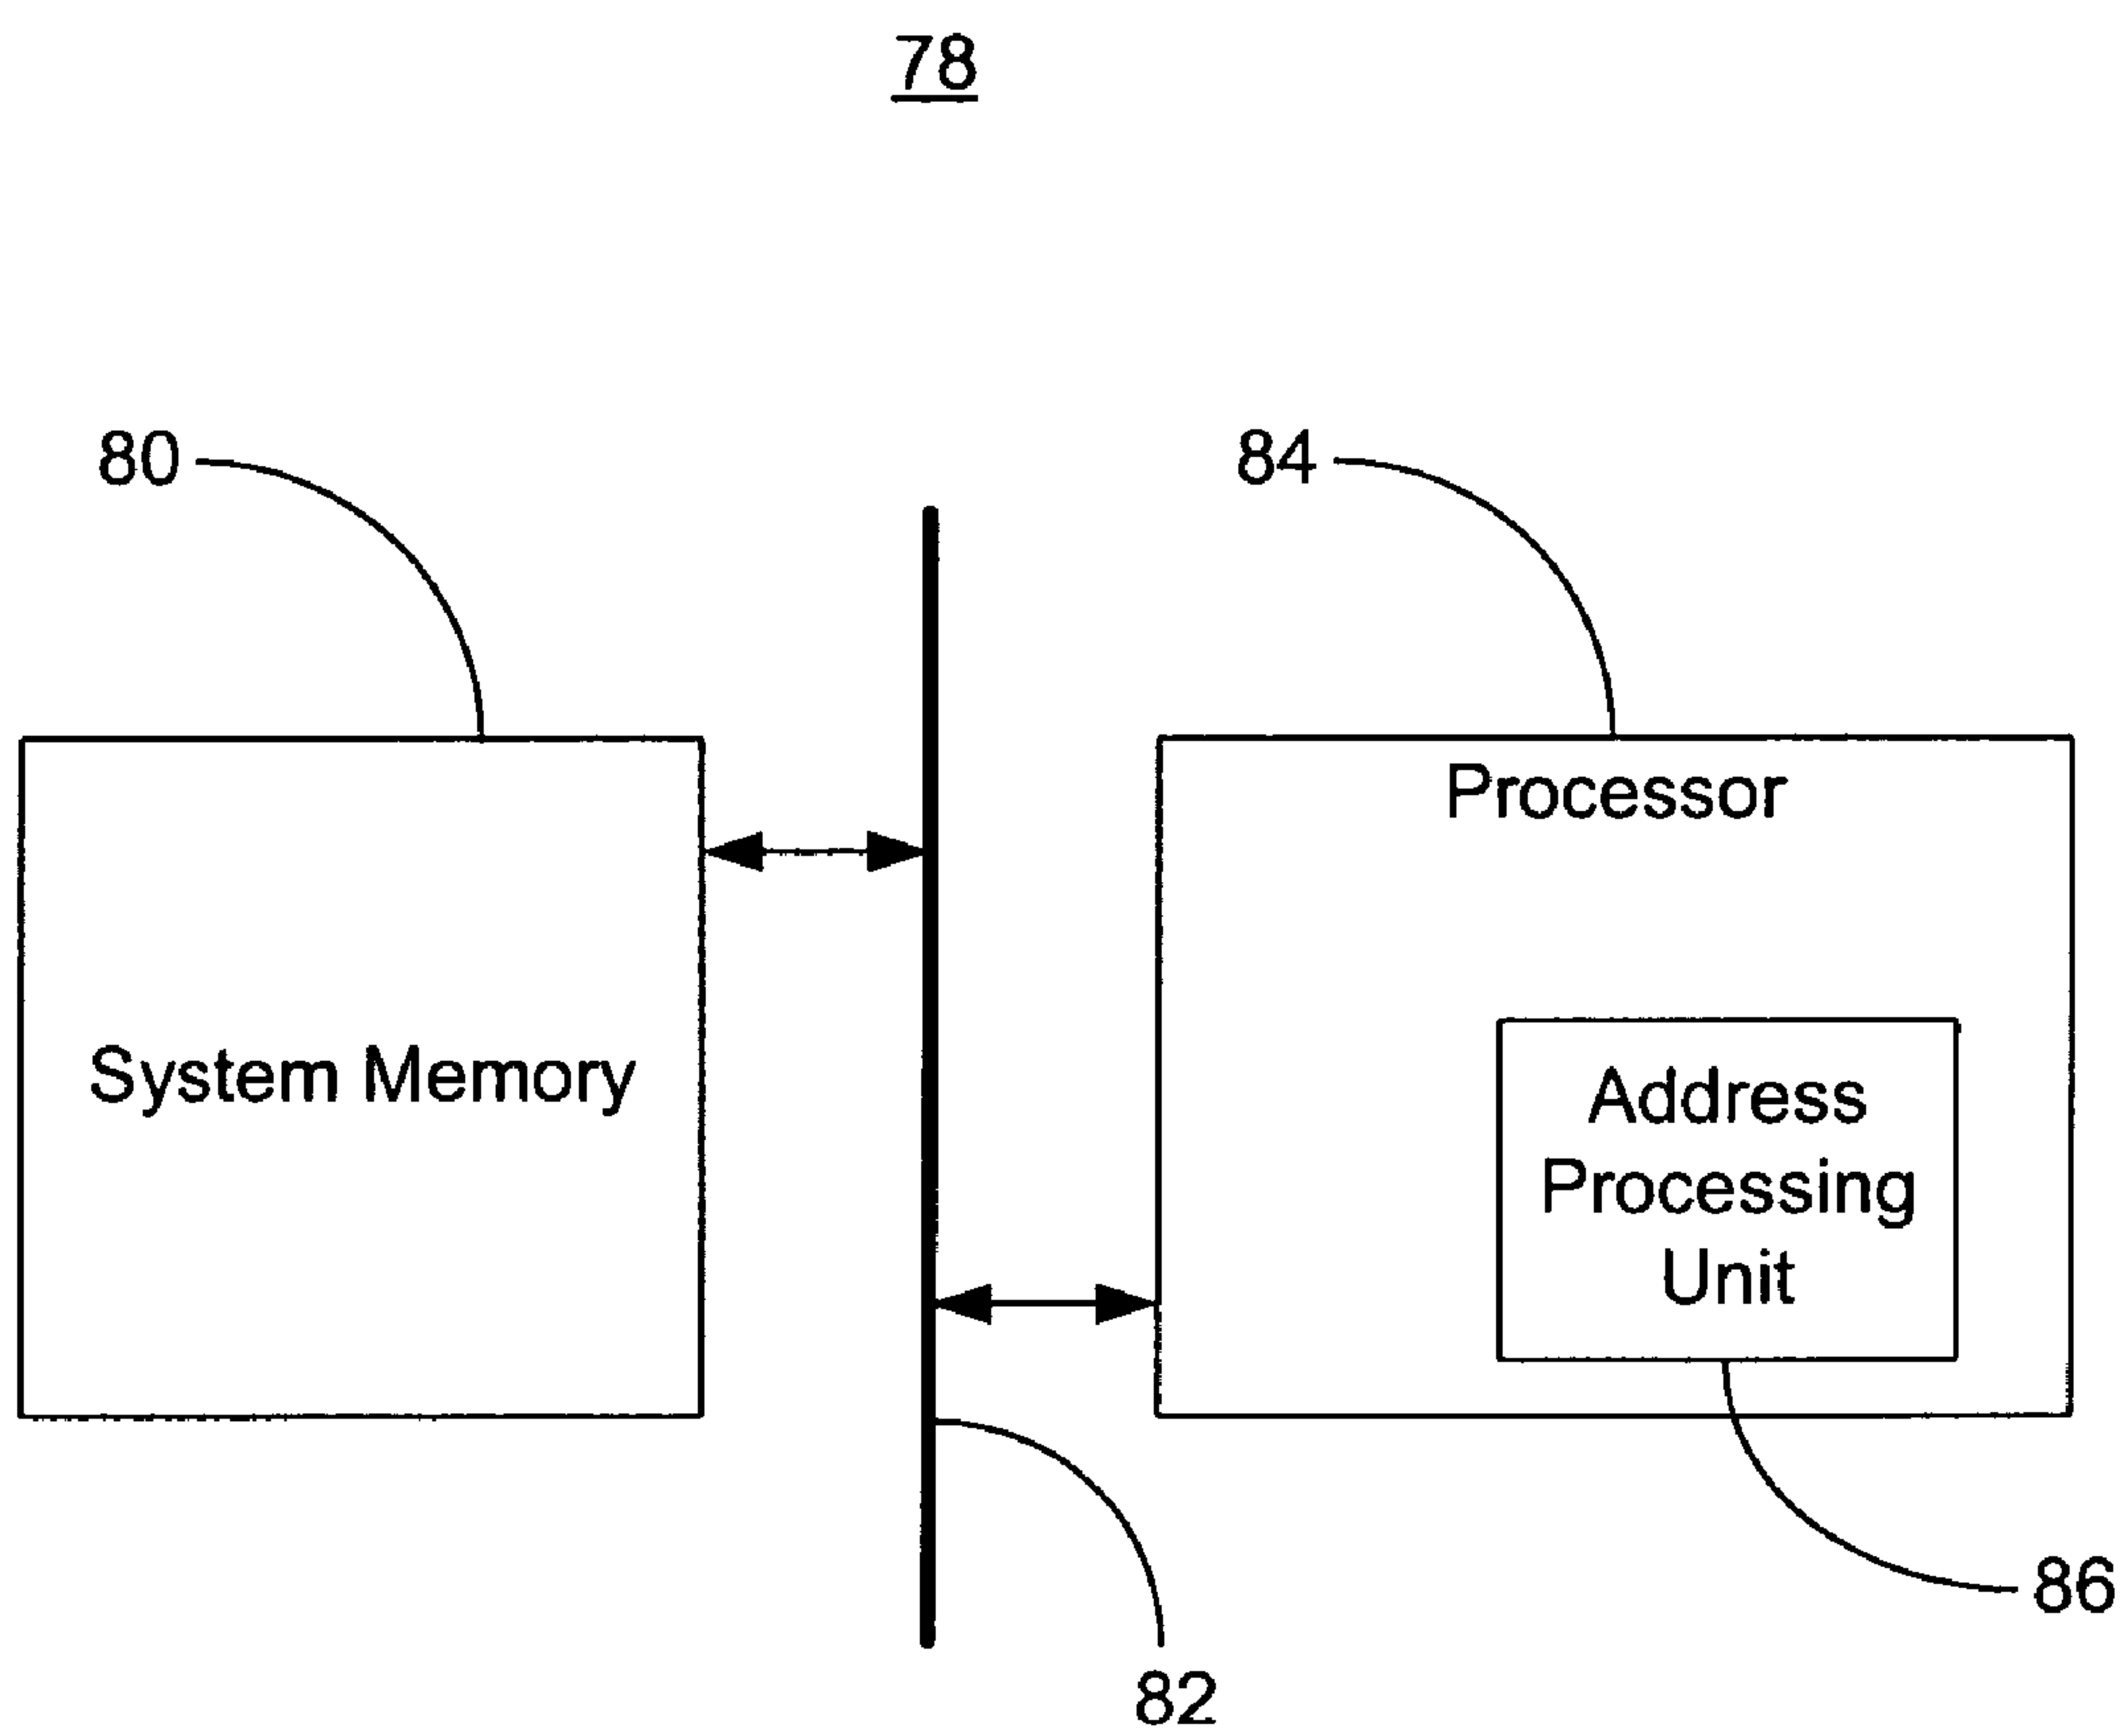 78
80
84
Processor
System Memory
Address
Processing
Unit
86
82